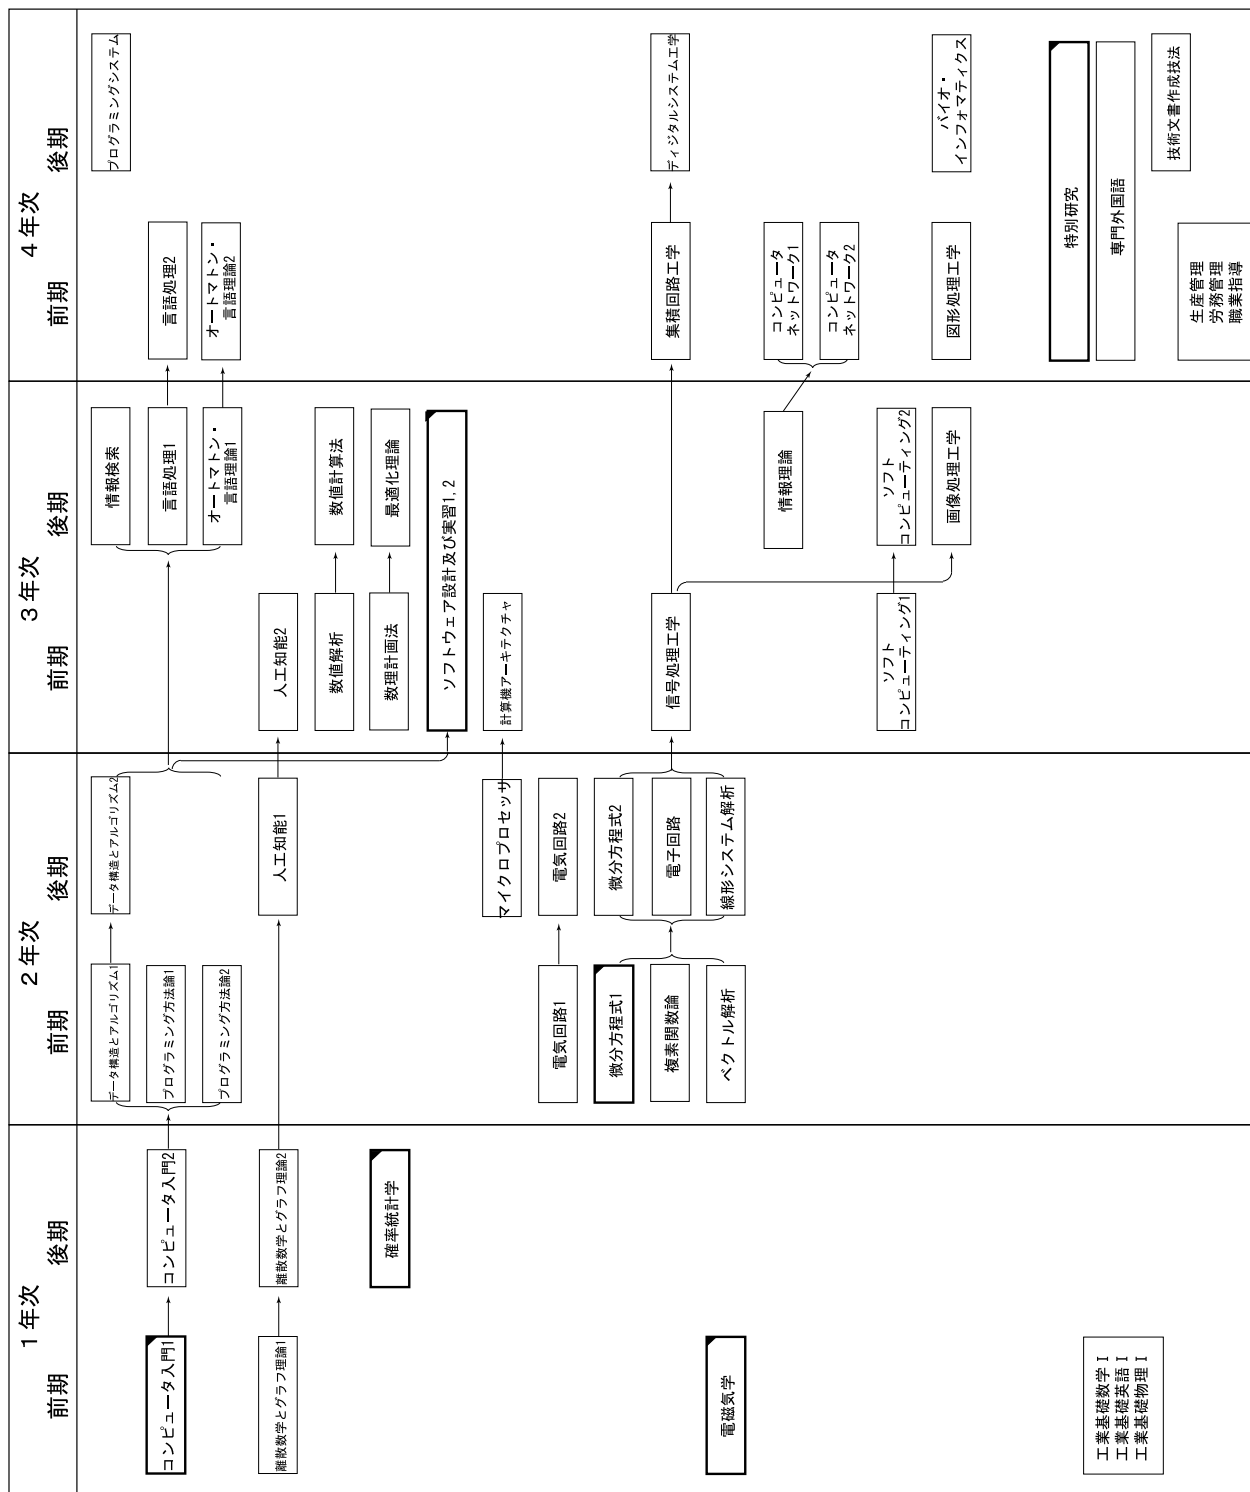 1年次
前期
後期
2年次
前期
後期
3年次
前期
後期
4年次
前期
後期
コンピュータ入門1
コンピュータ入門2
データ構造とアルゴリズム1
データ構造とアルゴリズム2
プログラミング方法論1
プログラミング方法論2
情報検索
言語処理1
オートマトン・
言語理論1
プログラミングシステム
言語処理2
オートマトン・
言語理論2
離散数学とグラフ理論1
離散数学とグラフ理論2
人工知能1
人工知能2
数値解析
数値計算法
確率統計学
数理計画法
最適化理論
ソフトウェア設計及び実習1,2
マイクロプロセッサ
計算機アーキテクチャ
電気回路1
電気回路2
微分方程式1
微分方程式2
複素関数論
電子回路
信号処理工学
集積回路工学
ディジタルシステム工学
電磁気学
ベクトル解析
線形システム解析
情報理論
コンピュータ
ネットワーク1
コンピュータ
ネットワーク2
ソフト
コンピューティング1
ソフト
コンピューティング2
画像処理工学
図形処理工学
バイオ・
インフォマティクス
特別研究
専門外国語
技術文書作成技法
工業基礎数学Ⅰ
工業基礎英語Ⅰ
工業基礎物理Ⅰ
生産管理
労務管理
職業指導